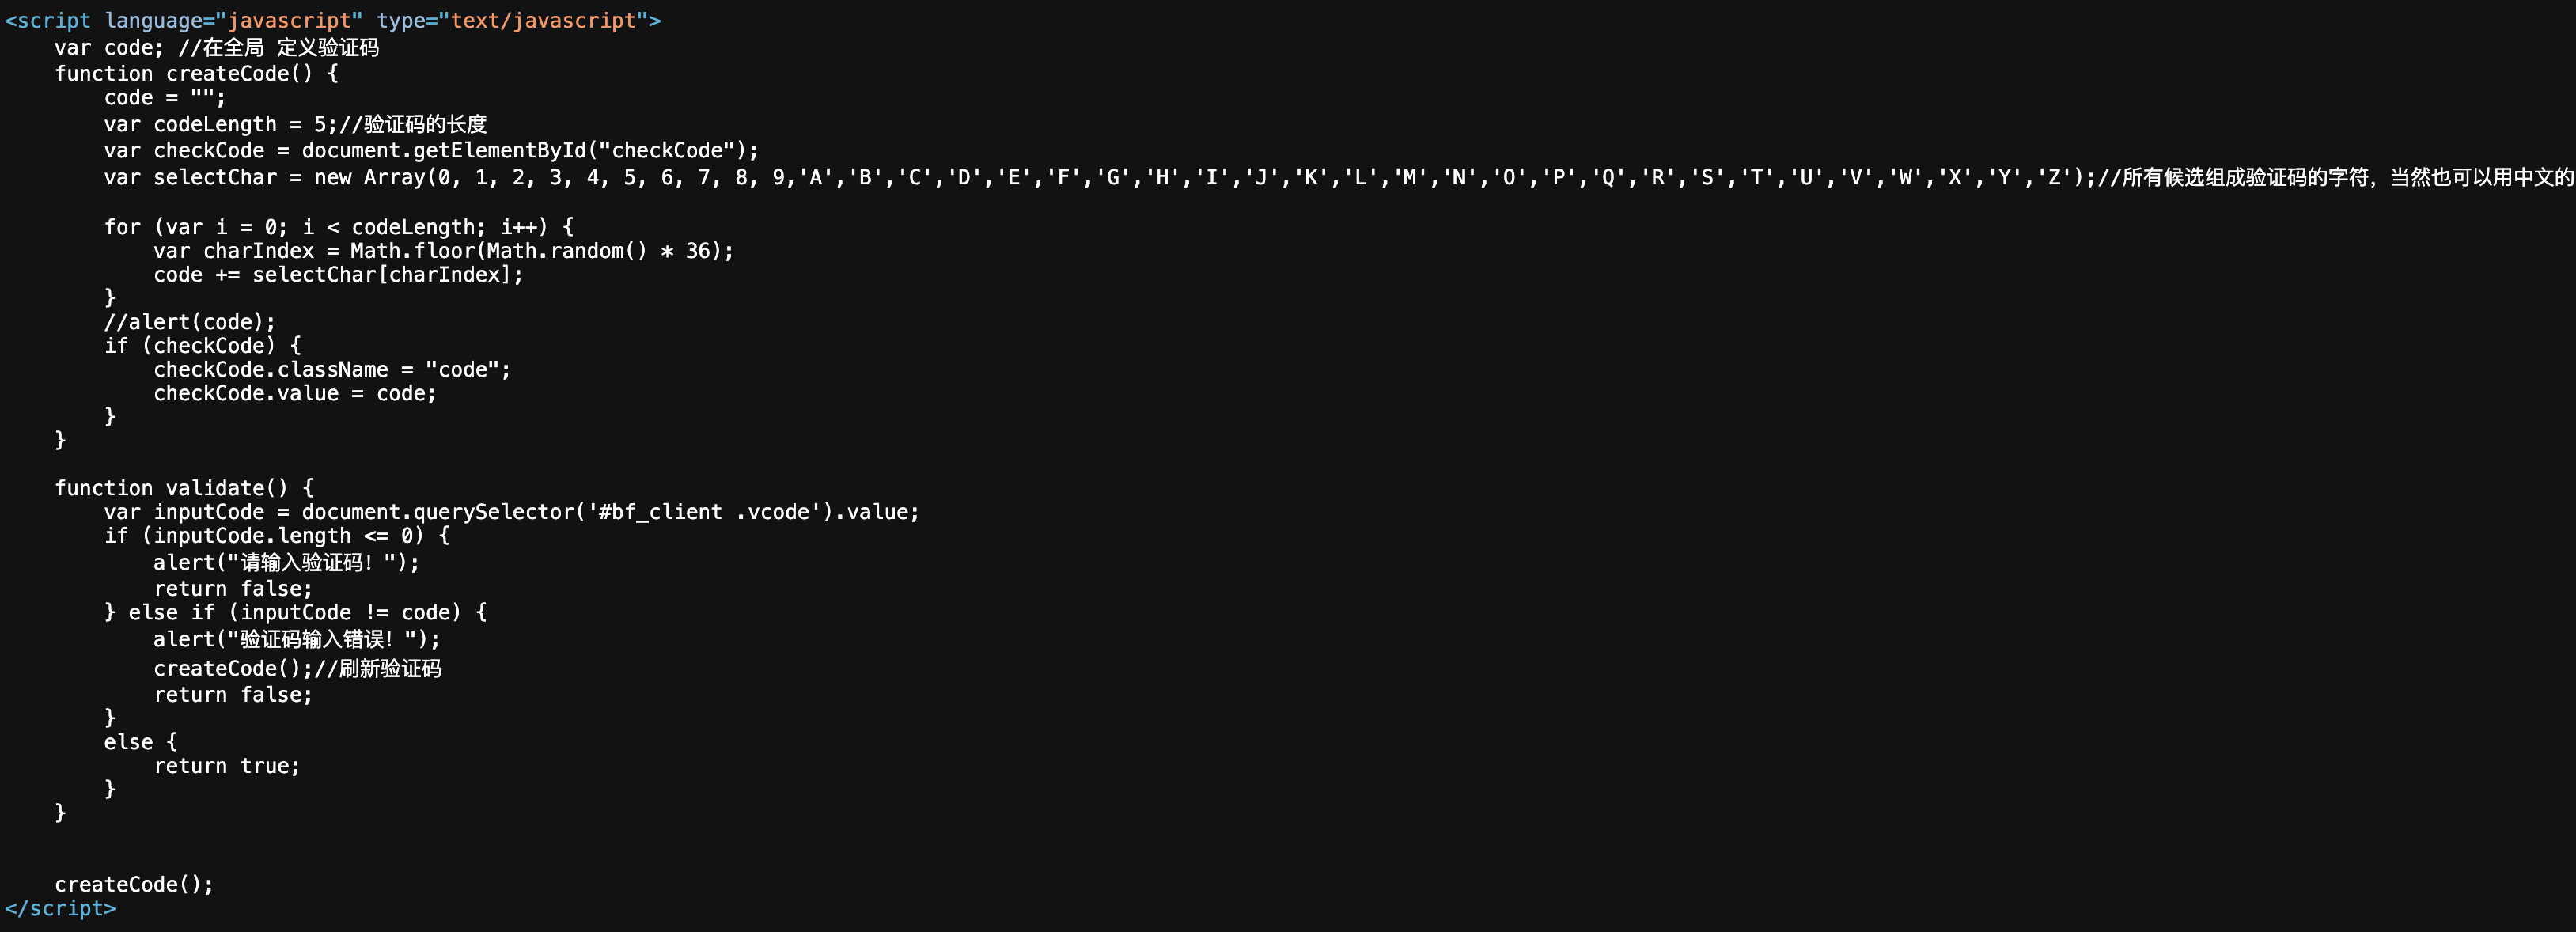 <script language="javascript" type="text/javascript">
    var code; //在全局 定义验证码
    function createCode() {
        code = "";
        var codeLength = 5;//验证码的长度
        var checkCode = document.getElementById("checkCode");
        var selectChar = new Array(0, 1, 2, 3, 4, 5, 6, 7, 8, 9,'A','B','C','D','E','F','G','H','I','J','K','L','M','N','O','P','Q','R','S','T','U','V','W','X','Y','Z');//所有候选组成验证码的字符，当然也可以用中文的

        for (var i = 0; i < codeLength; i++) {
            var charIndex = Math.floor(Math.random() * 36);
            code += selectChar[charIndex];
        }
        //alert(code);
        if (checkCode) {
            checkCode.className = "code";
            checkCode.value = code;
        }
    }

    function validate() {
        var inputCode = document.querySelector('#bf_client .vcode').value;
        if (inputCode.length <= 0) {
            alert("请输入验证码！");
            return false;
        } else if (inputCode != code) {
            alert("验证码输入错误！");
            createCode();//刷新验证码
            return false;
        }
        else {
            return true;
        }
    }


    createCode();
</script>